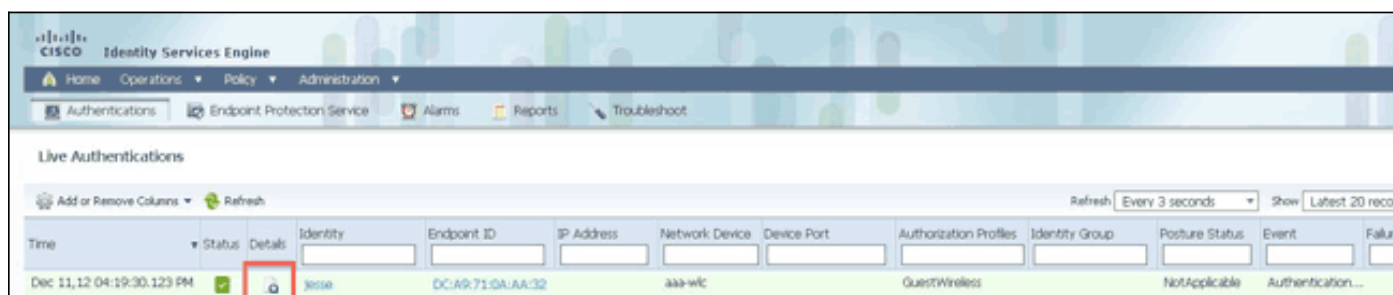 CISCO Identity Services Engine
Home Operations Policy Administration
Authentications Endpoint Protection Service Alarms Reports Troubleshoot
Live Authentications
Add or Remove Columns Refresh Refresh Every 3 seconds Show Latest 20 reco
Time Status Details Identity Endpoint ID IP Address Network Device Device Port Authorization Profiles Identity Group Posture Status Event Failur
Dec 11,12 04:19:30.123 PM jesse DC:A9:71:0A:AA:32 aaa-wlc GuestWireless NotApplicable Authentication...